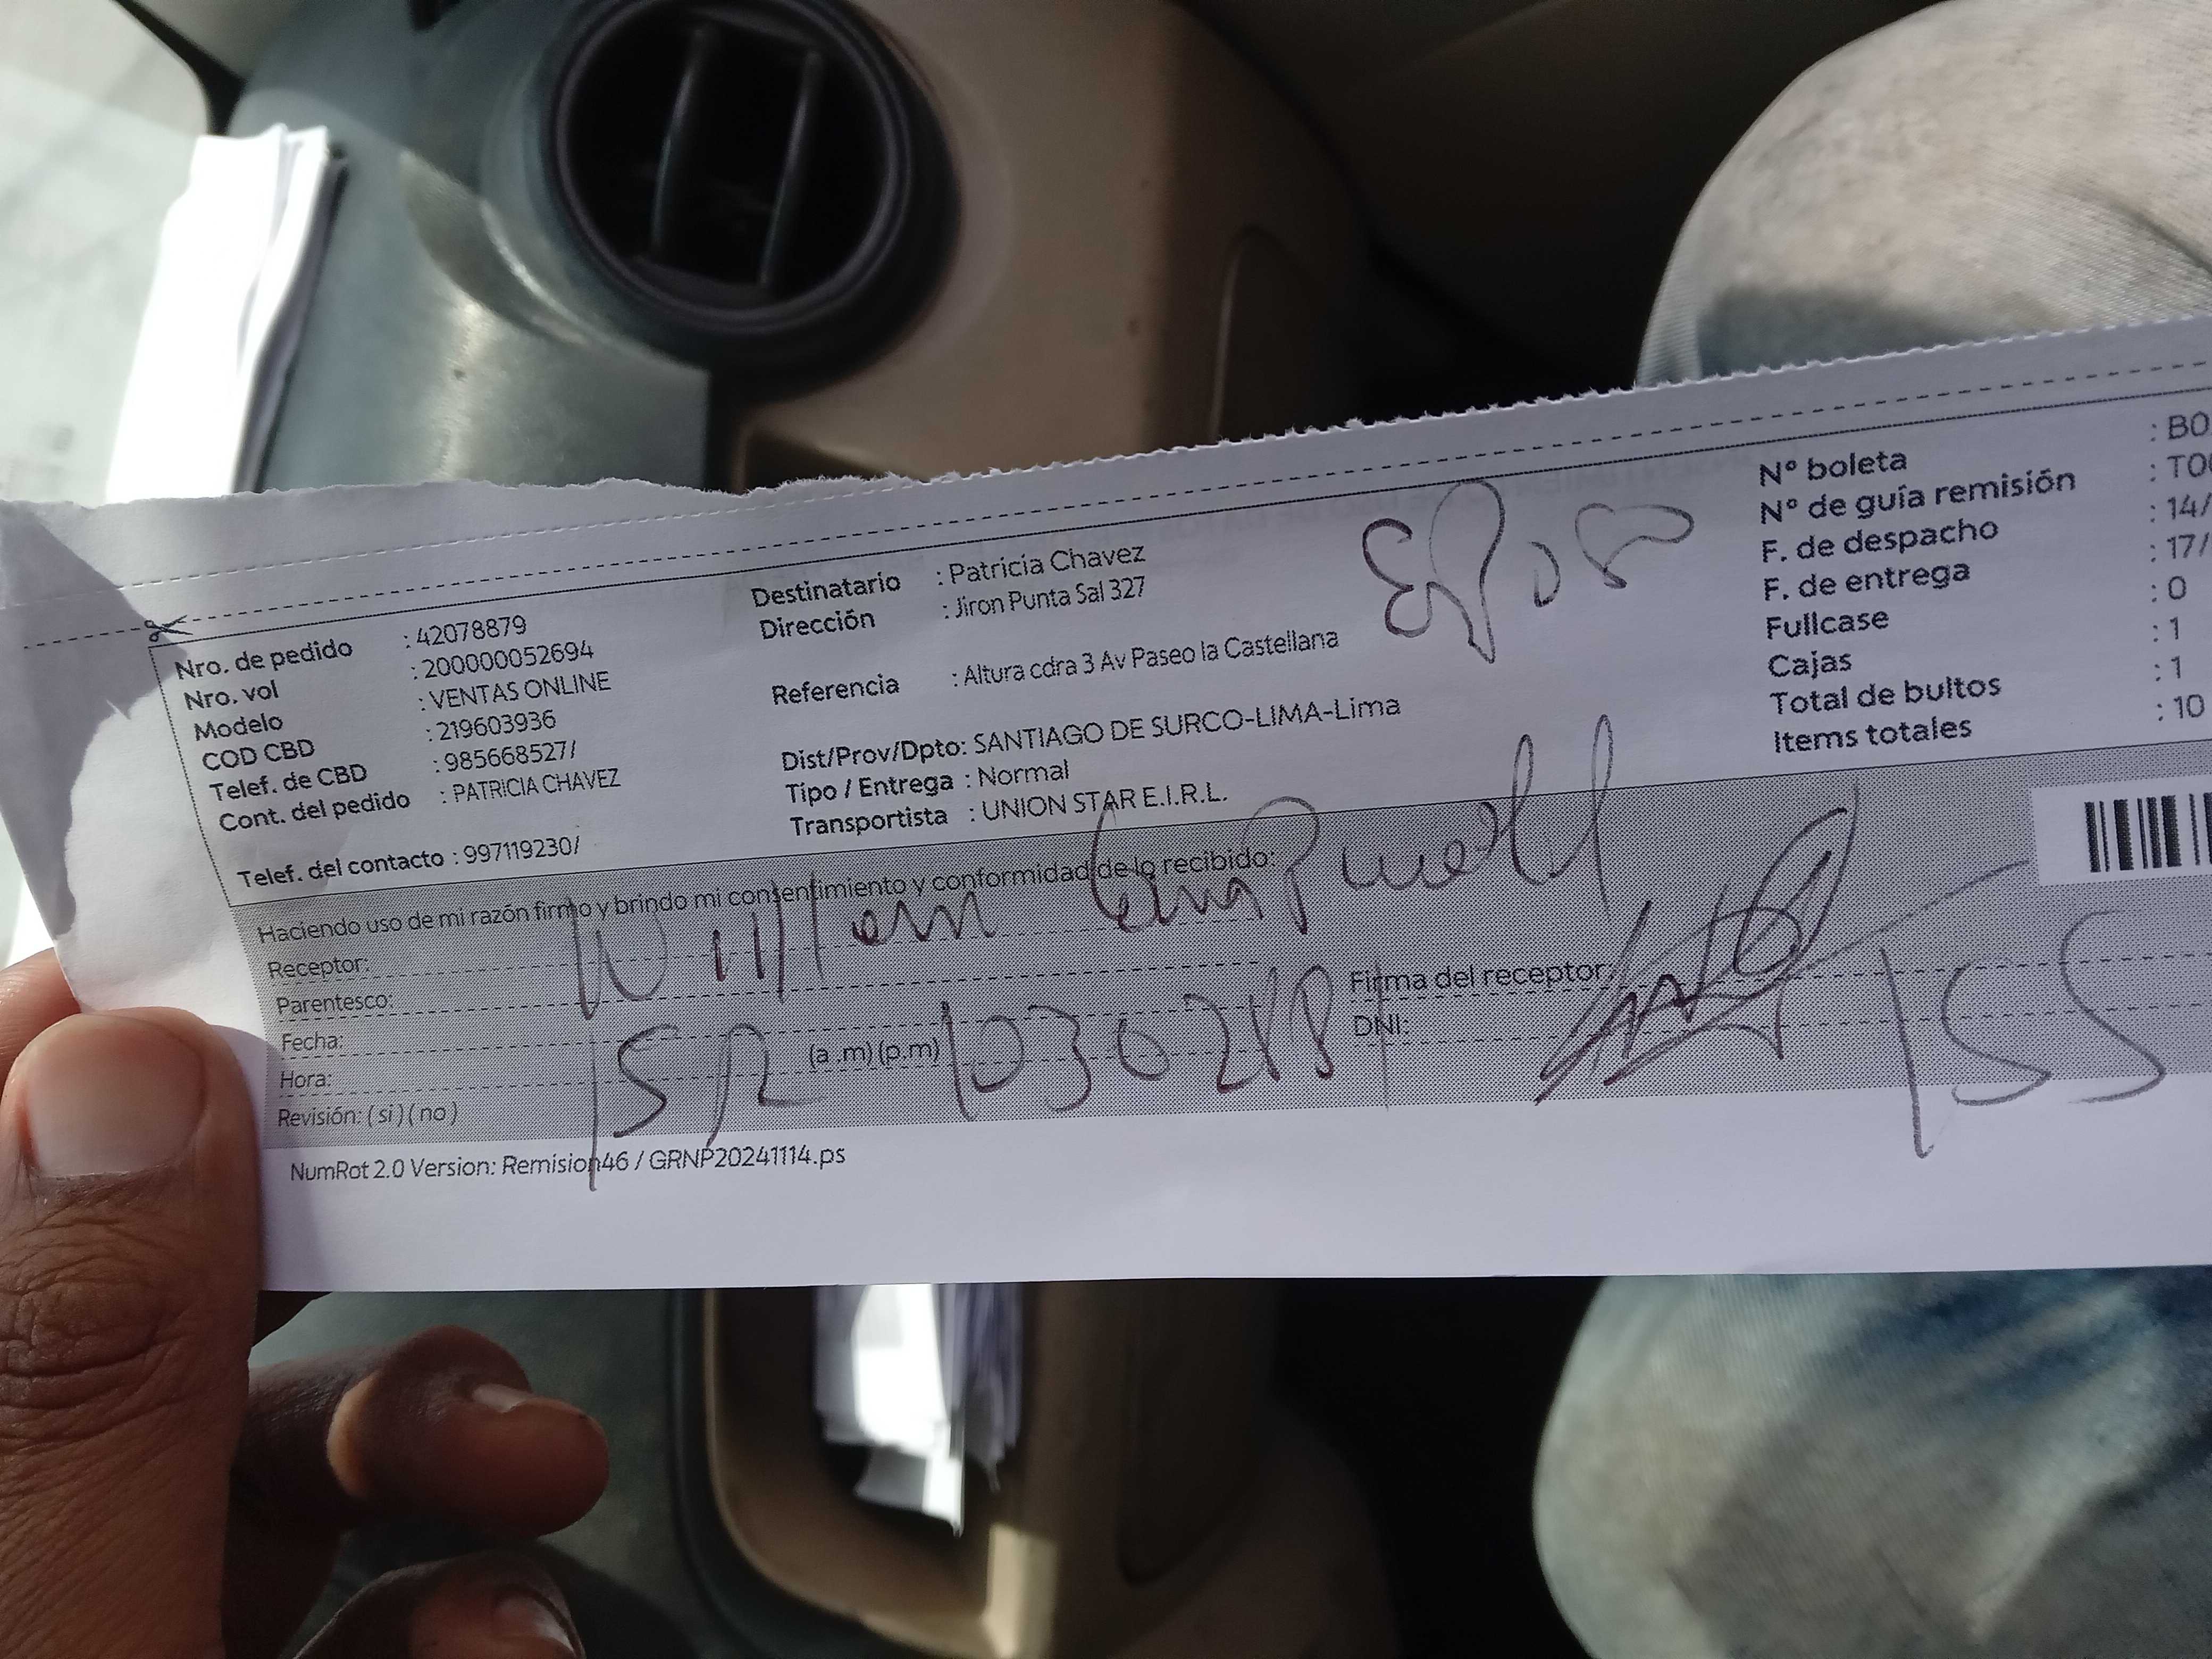 Nro. de pedido : 42078879
Nro. vol : 200000052694
Modelo : VENTAS ONLINE
COD CBD : 219603936
Telef. de CBD : 985668527/
Cont. del pedido : PATRICIA CHAVEZ
Telef. del contacto : 997119230/
Destinatario : Patricia Chavez
Dirección : Jiron Punta Sal 327
Referencia : Altura cdra 3 Av Paseo la Castellana
Dist/Prov/Dpto: SANTIAGO DE SURCO-LIMA-Lima
Tipo / Entrega : Normal
Transportista : UNION STAR E.I.R.L.
Esposo
Nº boleta : B0
Nº de guía remisión : T00
F. de despacho : 14/
F. de entrega : 17/
Fullcase : 0
Cajas : 1
Total de bultos : 1
Items totales : 10
Haciendo uso de mi razón firmo y brindo mi consentimiento y conformidad de lo recibido:
Receptor: William
Parentesco:
Fecha:
Hora: (a .m) (p.m)
Revisión: ( si ) ( no )
Firma del receptor:
DNI:
155
NumRot 2.0 Version: Remision46 / GRNP20241114.ps